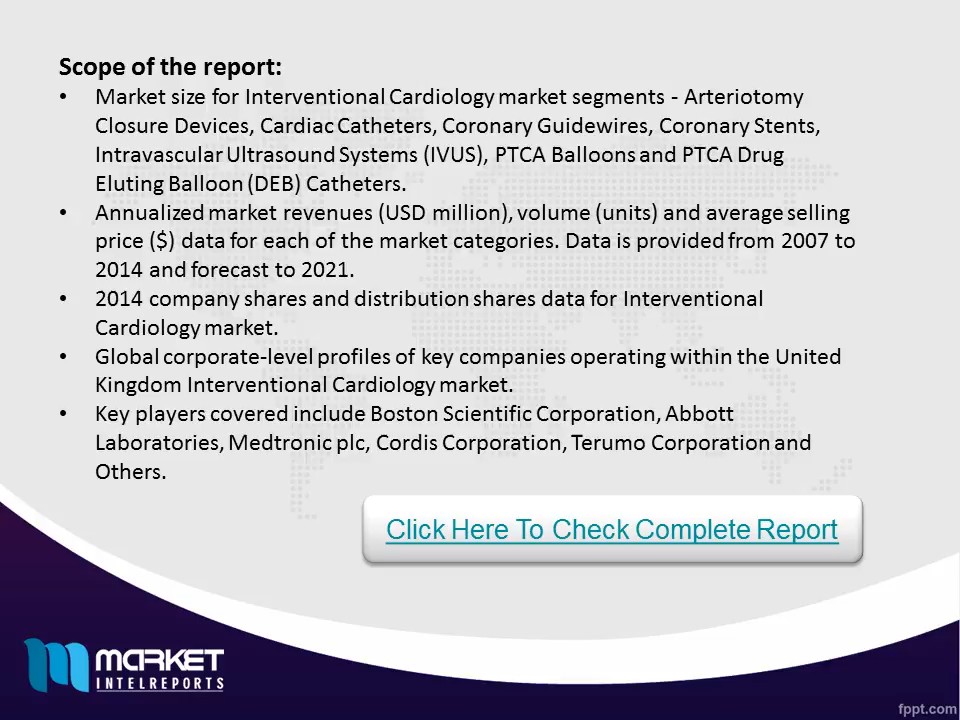 Scope of the report:
• Market size for Interventional Cardiology market segments - Arteriotomy
Closure Devices, Cardiac Catheters, Coronary Guidewires, Coronary Stents,
Intravascular Ultrasound Systems (IVUS), PTCA Balloons and PTCA Drug
Eluting Balloon (DEB) Catheters.
• Annualized market revenues (USD million), volume (units) and average selling
price ($) data for each of the market categories. Data is provided from 2007 to
2014 and forecast to 2021.
• 2014 company shares and distribution shares data for Interventional
Cardiology market.
• Global corporate-level profiles of key companies operating within the United
Kingdom Interventional Cardiology market.
• Key players covered include Boston Scientific Corporation, Abbott
Laboratories, Medtronic plc, Cordis Corporation, Terumo Corporation and
Others.
Click Here To Check Complete Report
MARKET
INTELREPORTS
fppt.com